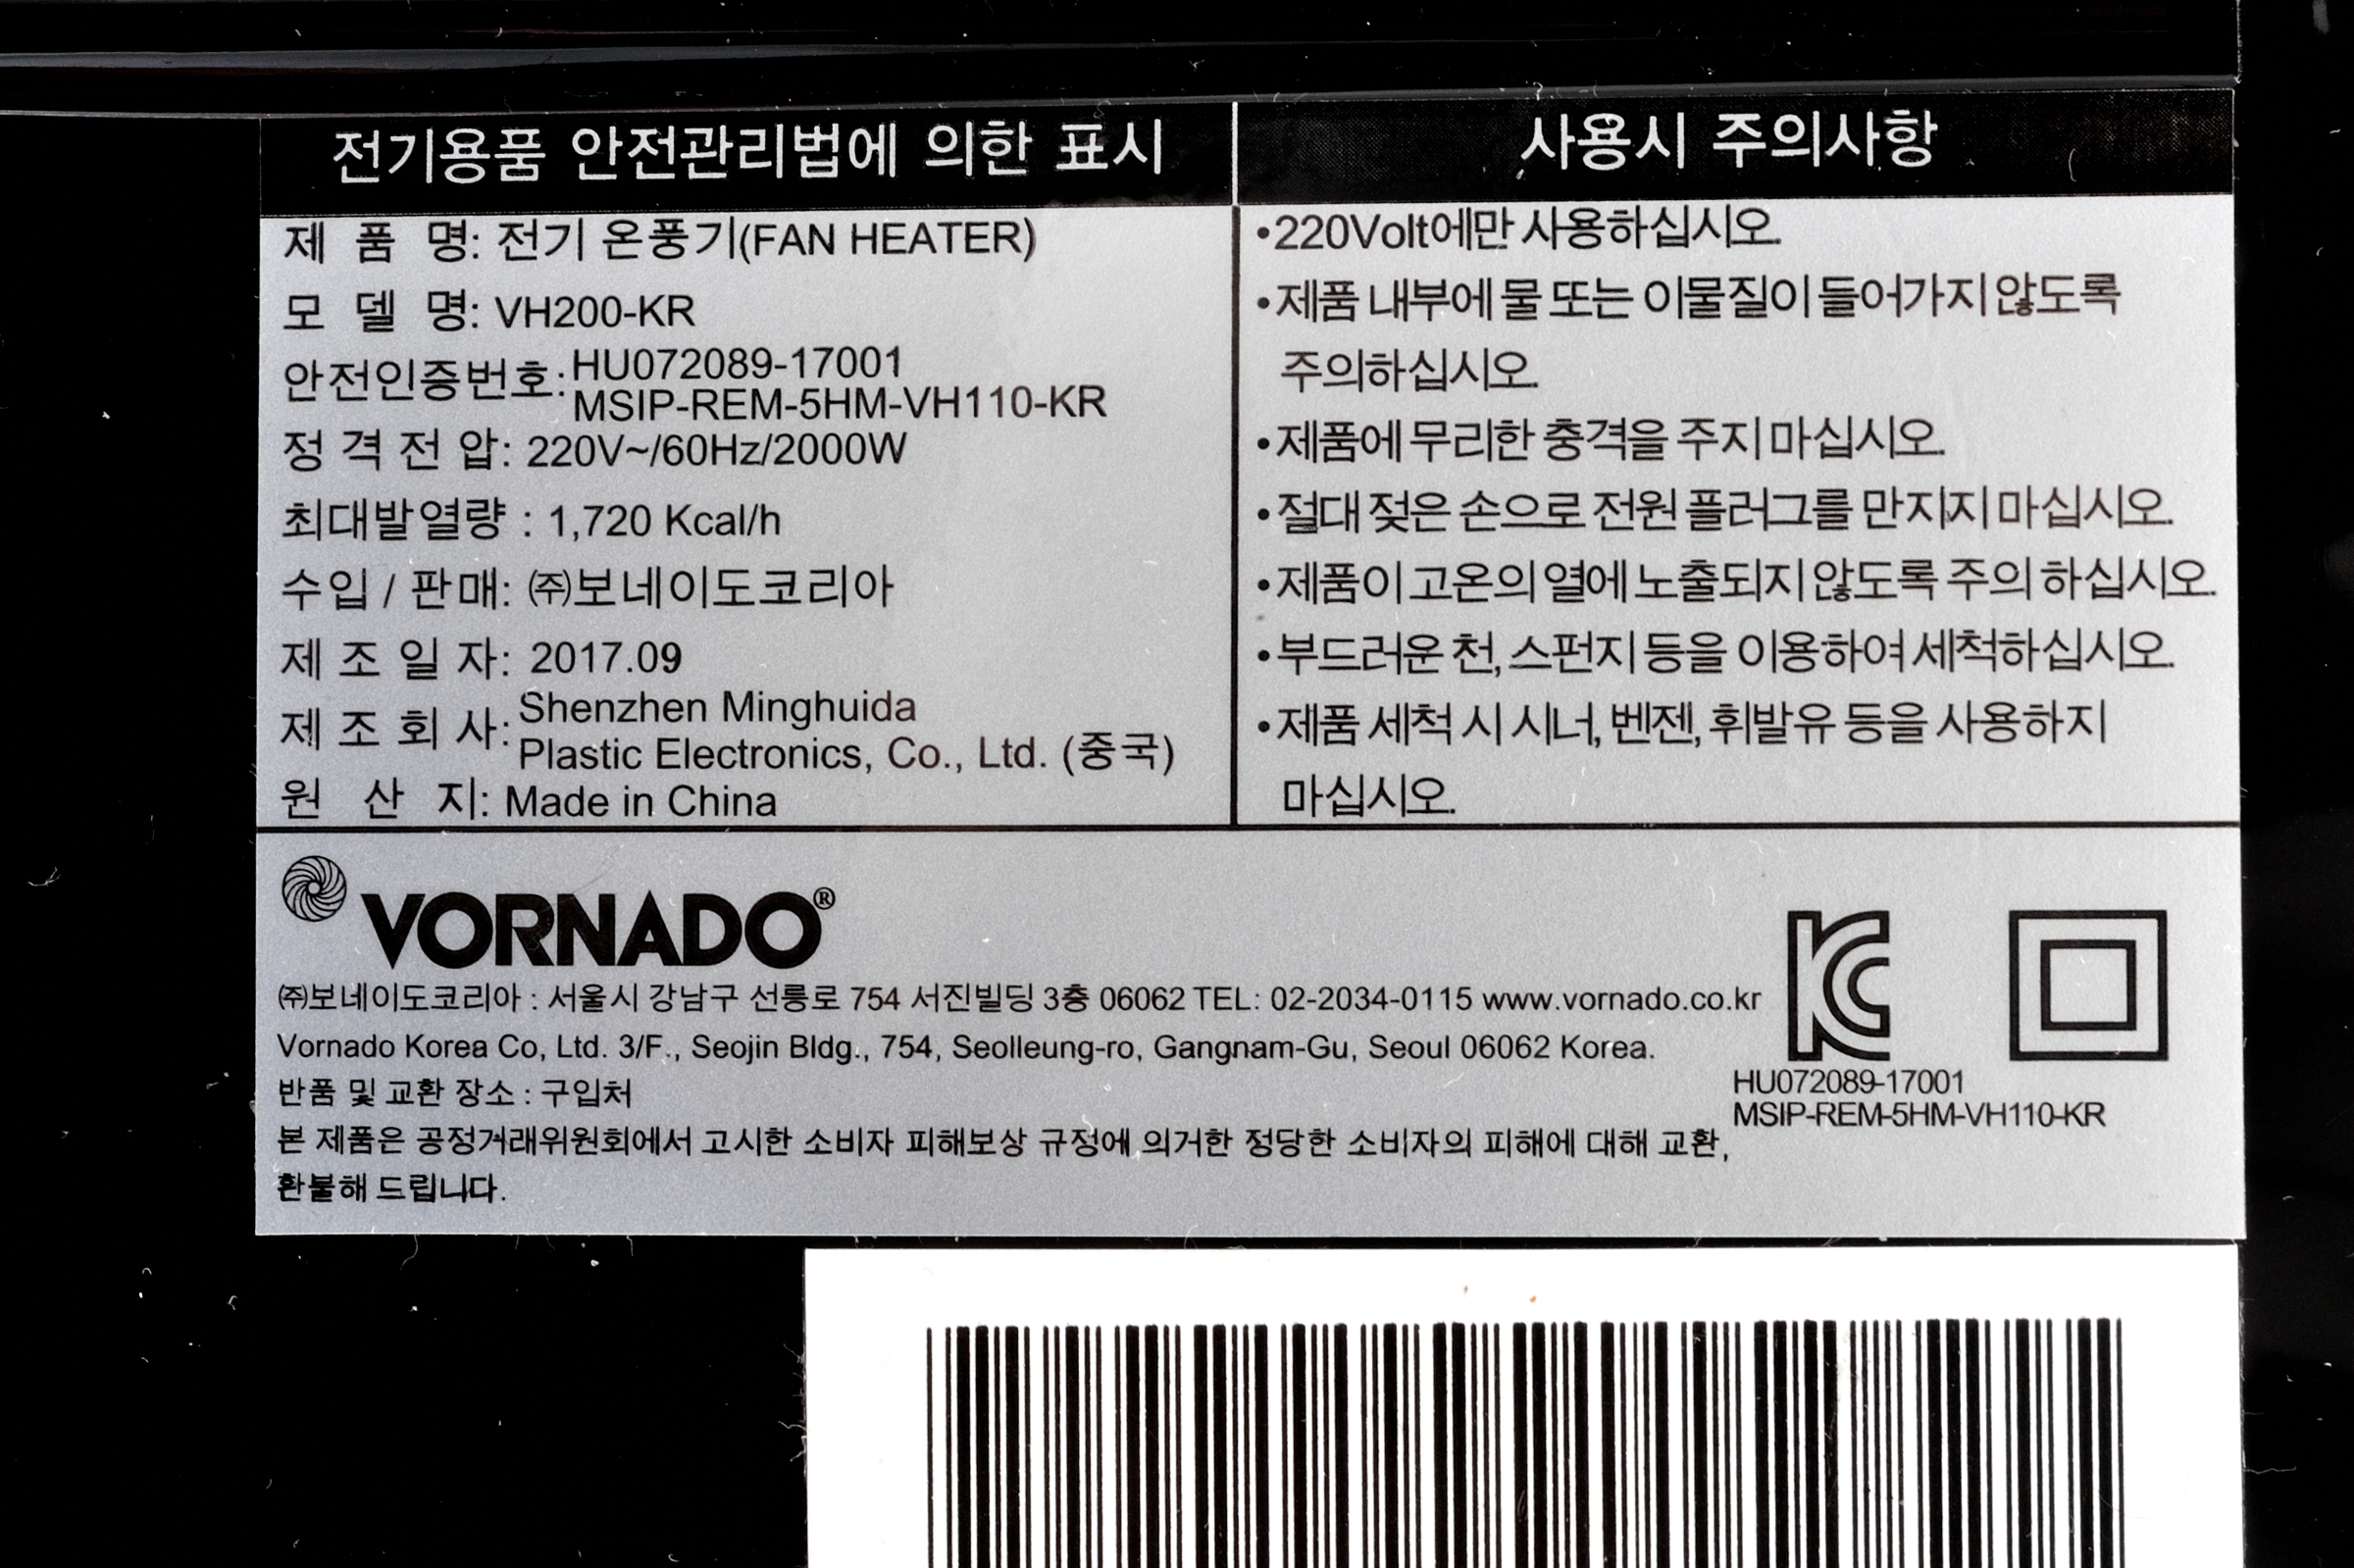 전기용품 안전관리법에 의한 표시
제 품 명: 전기 온풍기(FAN HEATER)
모 델 명: VH200-KR
안전인증번호: HU072089-17001
MSIP-REM-5HM-VH110-KR
정 격 전 압: 220V~/60Hz/2000W
최대발열량 : 1,720 Kcal/h
수입 / 판매: ㈜보네이도코리아
제 조 일 자: 2017.09
제 조 회 사: Shenzhen Minghuida
Plastic Electronics, Co., Ltd. (중국)
원 산 지: Made in China
사용시 주의사항
•220Volt에만 사용하십시오.
•제품 내부에 물 또는 이물질이 들어가지 않도록
주의하십시오.
•제품에 무리한 충격을 주지 마십시오.
•절대 젖은 손으로 전원 플러그를 만지지 마십시오.
•제품이 고온의 열에 노출되지 않도록 주의 하십시오.
•부드러운 천, 스펀지 등을 이용하여 세척하십시오.
•제품 세척 시 시너, 벤젠, 휘발유 등을 사용하지
마십시오.
VORNADO®
㈜보네이도코리아 : 서울시 강남구 선릉로 754 서진빌딩 3층 06062 TEL: 02-2034-0115 www.vornado.co.kr
Vornado Korea Co, Ltd. 3/F., Seojin Bldg., 754, Seolleung-ro, Gangnam-Gu, Seoul 06062 Korea.
반품 및 교환 장소 : 구입처
본 제품은 공정거래위원회에서 고시한 소비자 피해보상 규정에 의거한 정당한 소비자의 피해에 대해 교환,
환불해 드립니다.
KC
HU072089-17001
MSIP-REM-5HM-VH110-KR